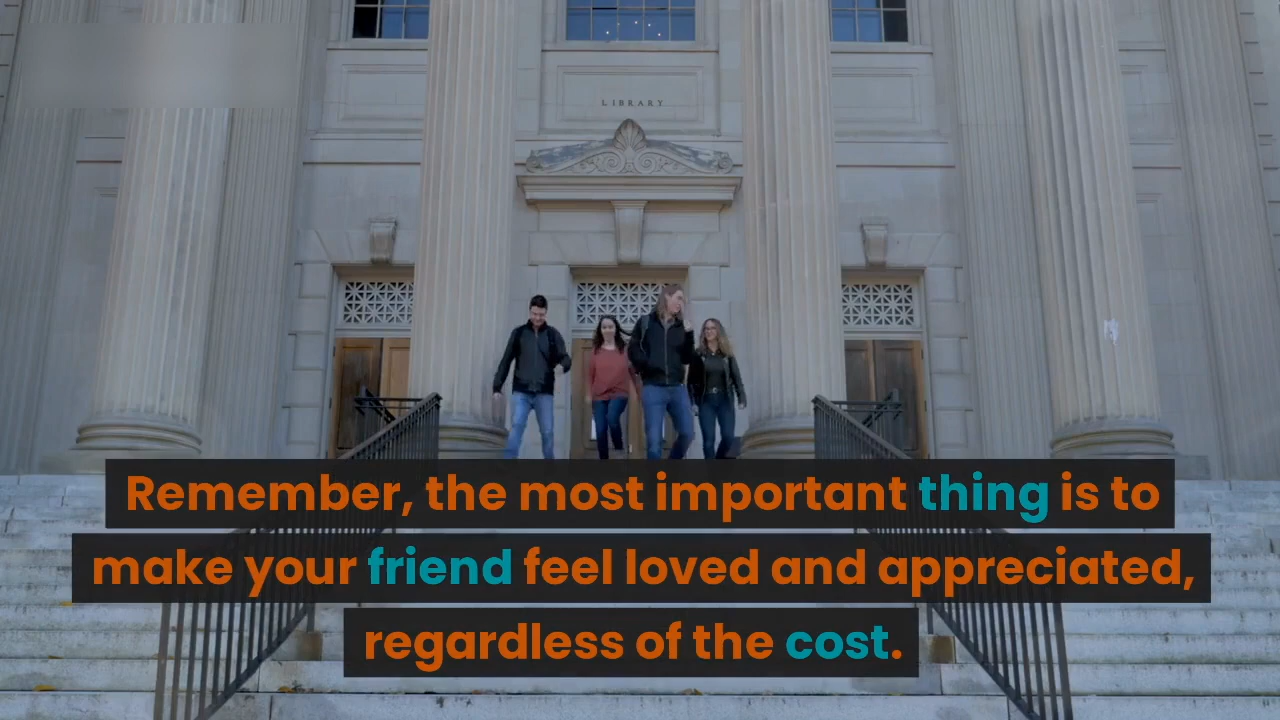 LIBRARY
Remember, the most important thing is to
make your friend feel loved and appreciated,
regardless of the cost.